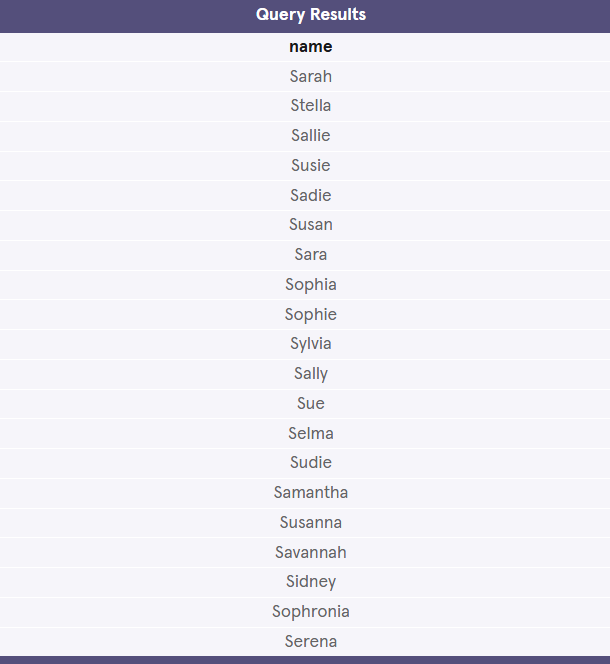 Query Results
name
Sarah
Stella
Sallie
Susie
Sadie
Susan
Sara
Sophia
Sophie
Sylvia
Sally
Sue
Selma
Sudie
Samantha
Susanna
Savannah
Sidney
Sophronia
Serena